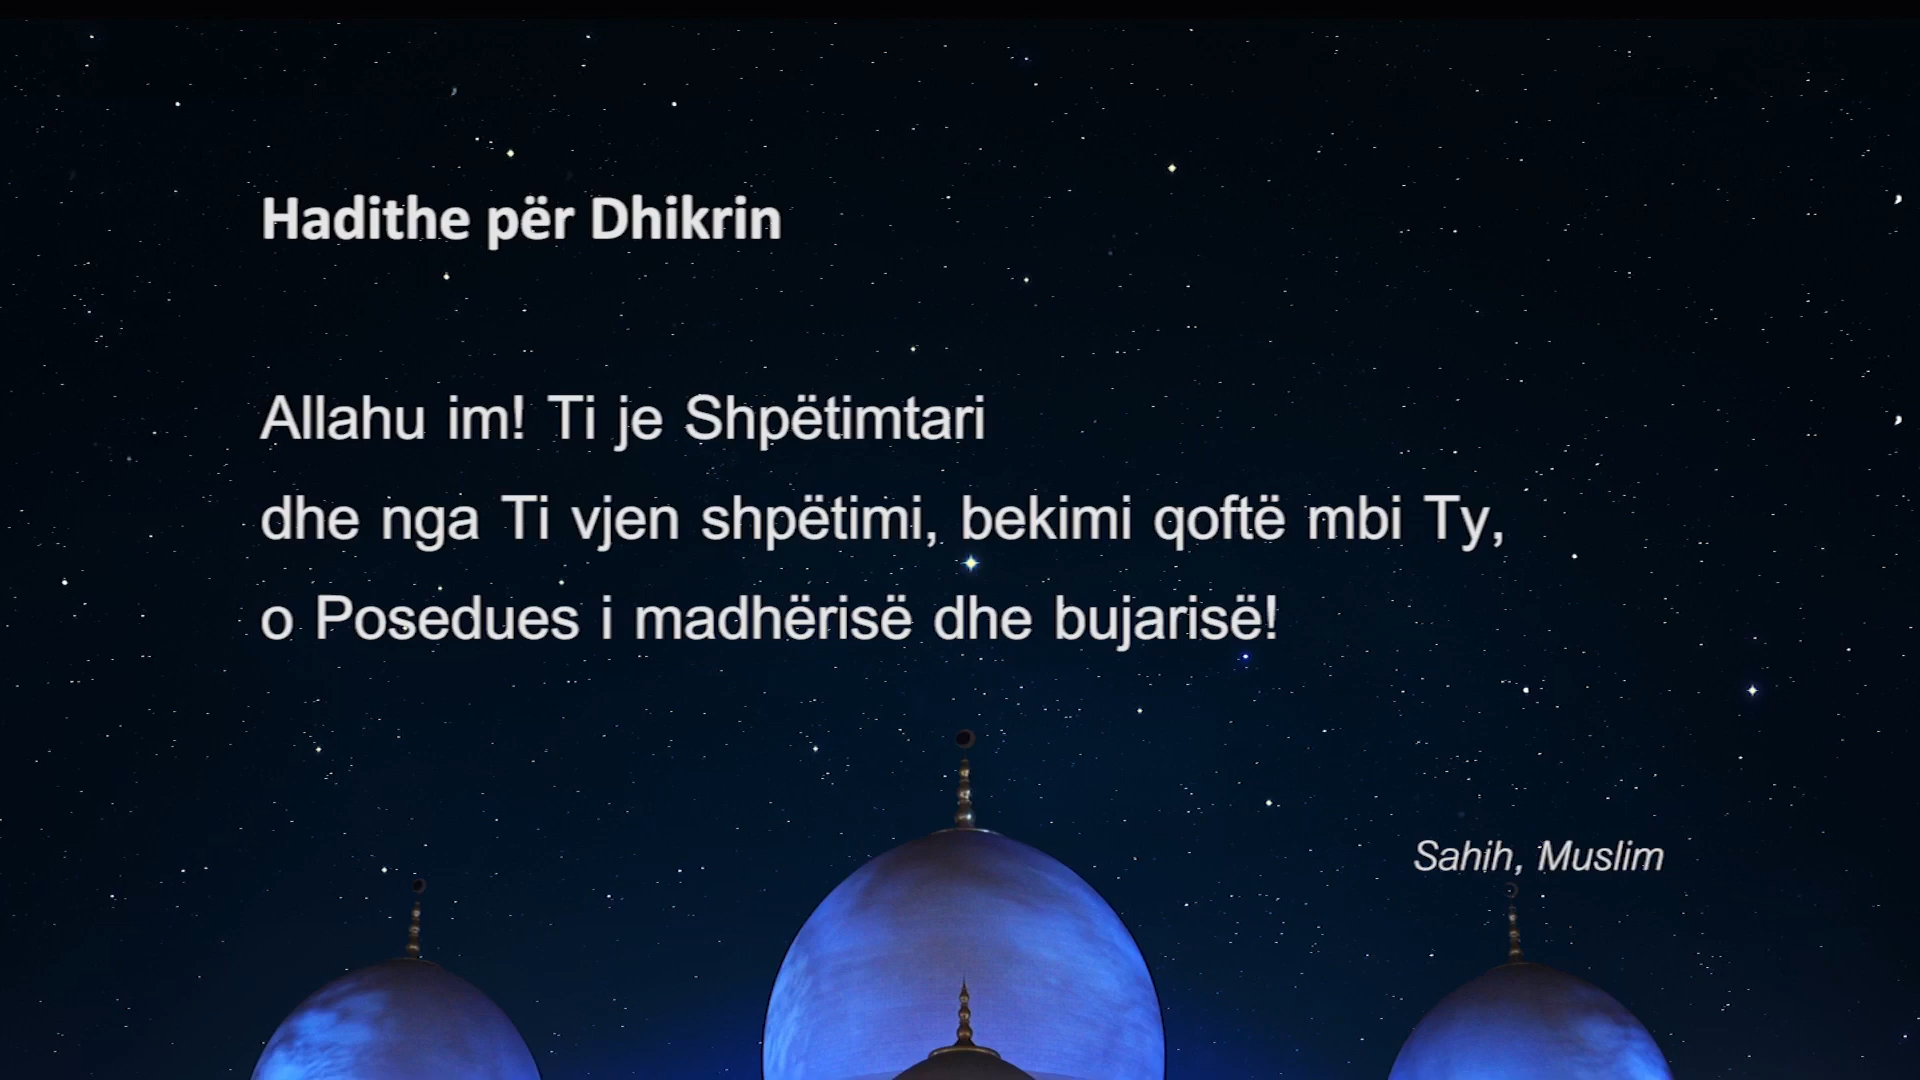 Hadithe për Dhikrin
Allahu im! Ti je Shpëtimtari
dhe nga Ti vjen shpëtimi, bekimi qoftë mbi Ty,
o Posedues i madhërisë dhe bujarisë!
Sahih, Muslim